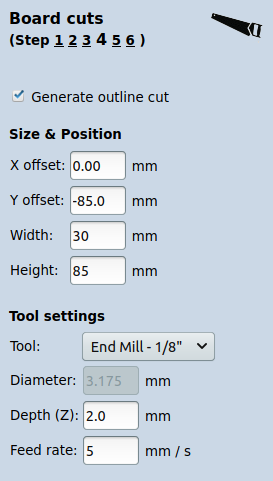 Board cuts
(Step 1 2 3 4 5 6 )
Generate outline cut
Size & Position
X offset: 0.00 mm
Y offset: -85.0 mm
Width: 30 mm
Height: 85 mm
Tool settings
Tool: End Mill - 1/8"
Diameter: 3.175 mm
Depth (Z): 2.0 mm
Feed rate: 5 mm / s